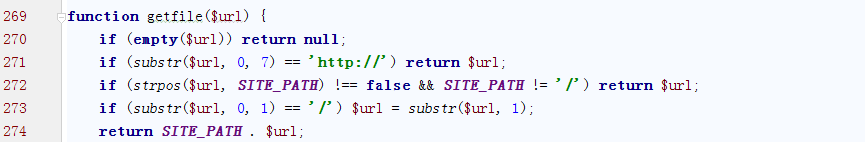 269 function getfile($url) {
270 if (empty($url)) return null;
271 if (substr($url, 0, 7) == 'http://') return $url;
272 if (strpos($url, SITE_PATH) !== false && SITE_PATH != '/') return $url;
273 if (substr($url, 0, 1) == '/') $url = substr($url, 1);
274 return SITE_PATH . $url;